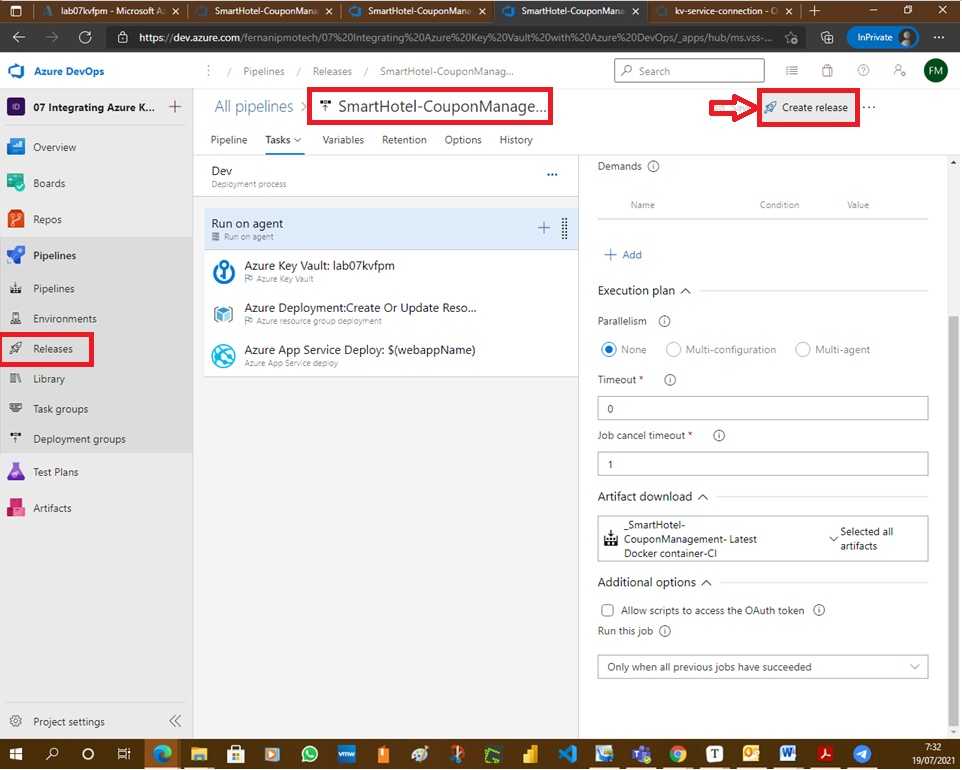 lab07kvfpm - Microsoft Az
SmartHotel-CouponMana
SmartHotel-CouponManag
SmartHotel-CouponMana
kv-service-connection - O
https://dev.azure.com/fernanipmotech/07%20Integrating%20Azure%20Key%20Vault%20with%20Azure%20DevOps/_apps/hub/ms.vss-...
InPrivate
Azure DevOps
/ Pipelines / Releases / SmartHotel-CouponManag...
Search
FM
ID
07 Integrating Azure K...
All pipelines
SmartHotel-CouponManage...
Create release
Overview
Boards
Repos
Pipelines
Pipelines
Environments
Releases
Library
Task groups
Deployment groups
Test Plans
Artifacts
Project settings
Pipeline Tasks Variables Retention Options History
Dev
Deployment process
Run on agent
Run on agent
Azure Key Vault: lab07kvfpm
Azure Key Vault
Azure Deployment:Create Or Update Reso...
Azure resource group deployment
Azure App Service Deploy: $(webappName)
Azure App Service deploy
Demands
Name Condition Value
Add
Execution plan
Parallelism
None Multi-configuration Multi-agent
Timeout *
0
Job cancel timeout *
1
Artifact download
_SmartHotel-
CouponManagement- Latest
Docker container-CI
Selected all
artifacts
Additional options
Allow scripts to access the OAuth token
Run this job
Only when all previous jobs have succeeded
7:32
19/07/2021